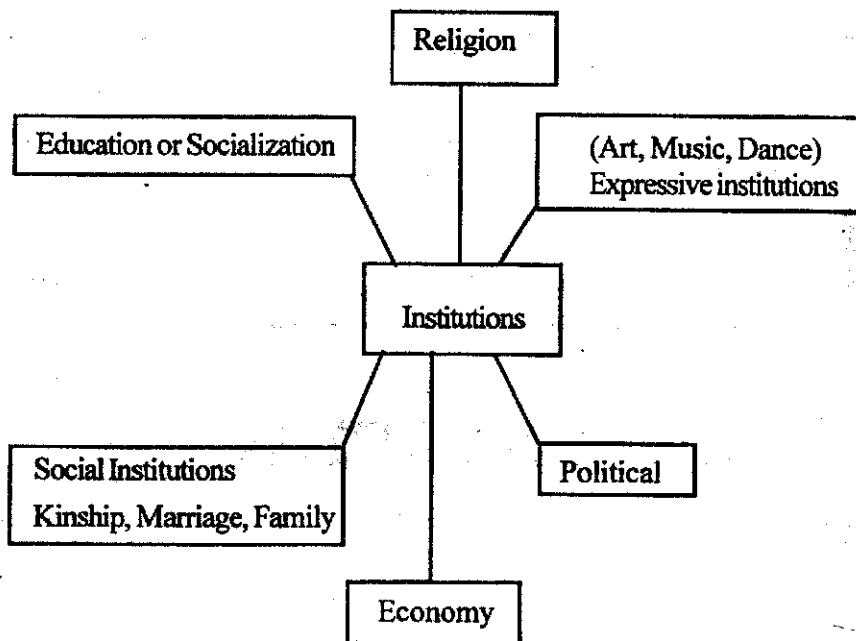 Religion
Education or Socialization
(Art, Music, Dance)
Expressive institutions
Institutions
Social Institutions
Kinship, Marriage, Family
Political
Economy